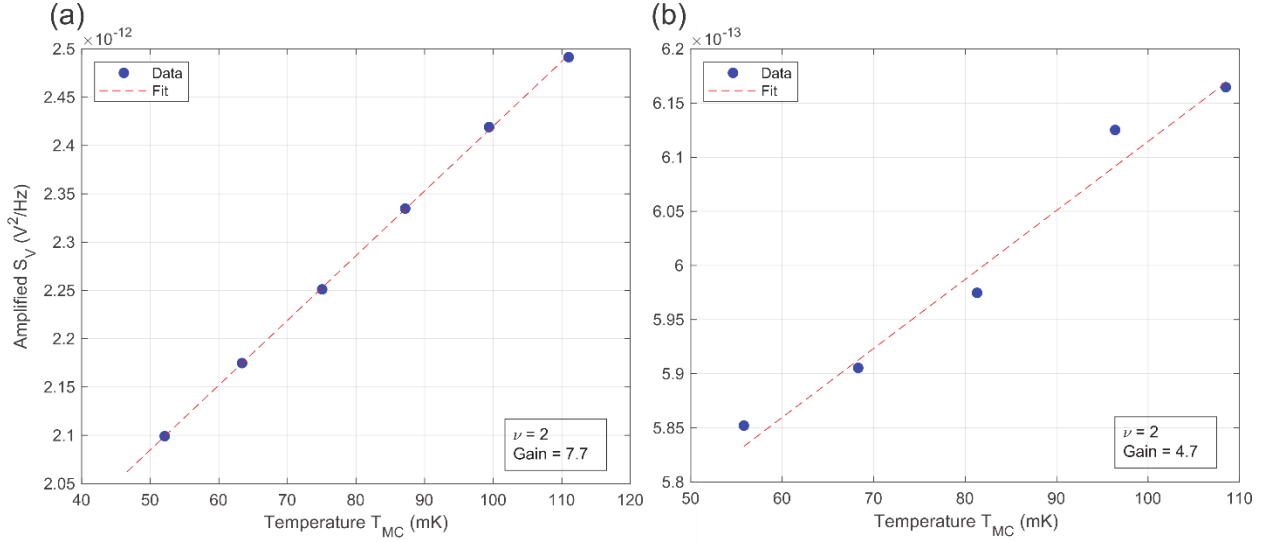 (a)
×10⁻¹²
2.5
2.45
2.4
2.35
2.3
2.25
2.2
2.15
2.1
2.05
Amplified S_V (V²/Hz)
Data
Fit
ν = 2
Gain = 7.7
40 50 60 70 80 90 100 110 120
Temperature T_MC (mK)
(b)
×10⁻¹³
6.2
6.15
6.1
6.05
6
5.95
5.9
5.85
5.8
Data
Fit
ν = 2
Gain = 4.7
50 60 70 80 90 100 110
Temperature T_MC (mK)